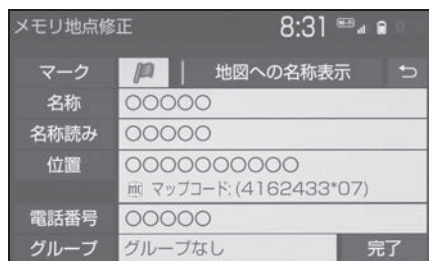 メモリ地点修正 8:31
マーク 地図への名称表示
名称 ○○○○○
名称読み ○○○○○
位置 ○○○○○○○○○○
マップコード:(4162433*07)
電話番号 ○○○○○
グループ グループなし 完了